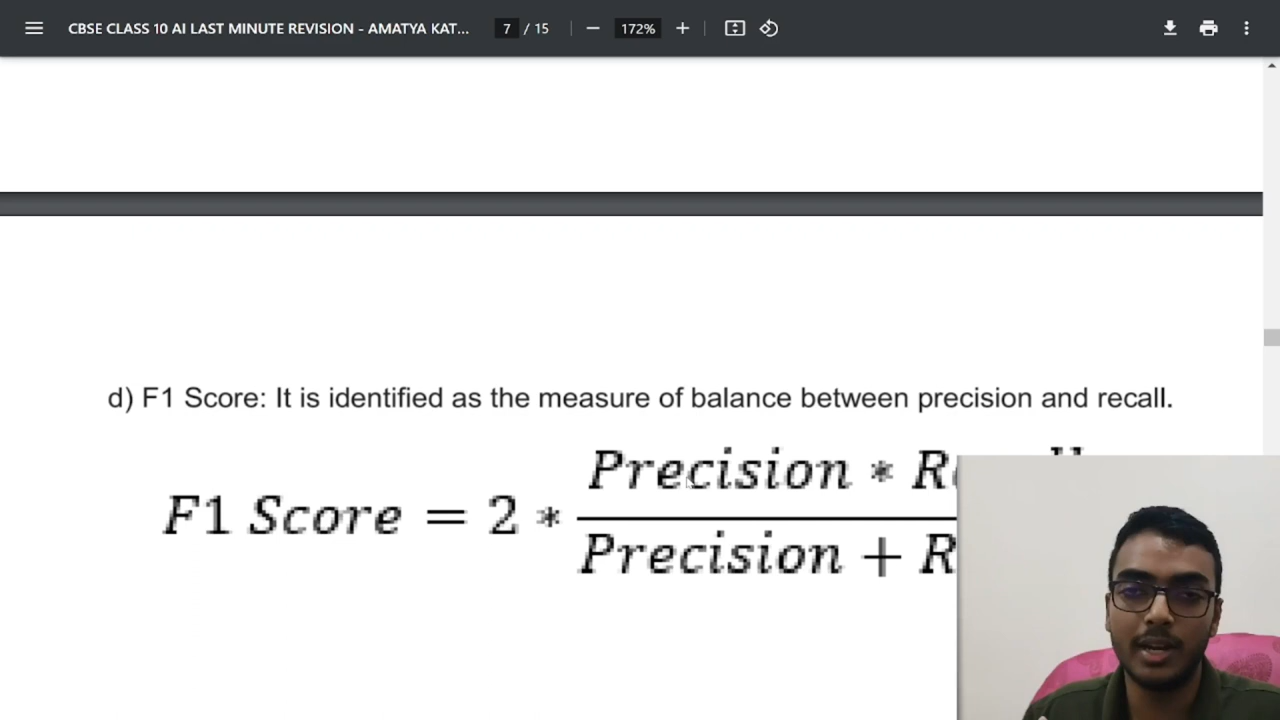 CBSE CLASS 10 AI LAST MINUTE REVISION - AMATYA KAT... 7 / 15 172%
d) F1 Score: It is identified as the measure of balance between precision and recall.
Precision *
F1 Score = 2 *
Precision +